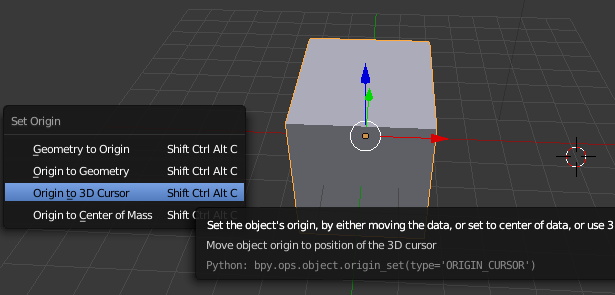 Set Origin
Geometry to Origin Shift Ctrl Alt C
Origin to Geometry Shift Ctrl Alt C
Origin to 3D Cursor Shift Ctrl Alt C
Origin to Center of Mass Shift Ctrl Alt C
Set the object's origin, by either moving the data, or set to center of data, or use 3
Move object origin to position of the 3D cursor
Python: bpy.ops.object.origin_set(type='ORIGIN_CURSOR')